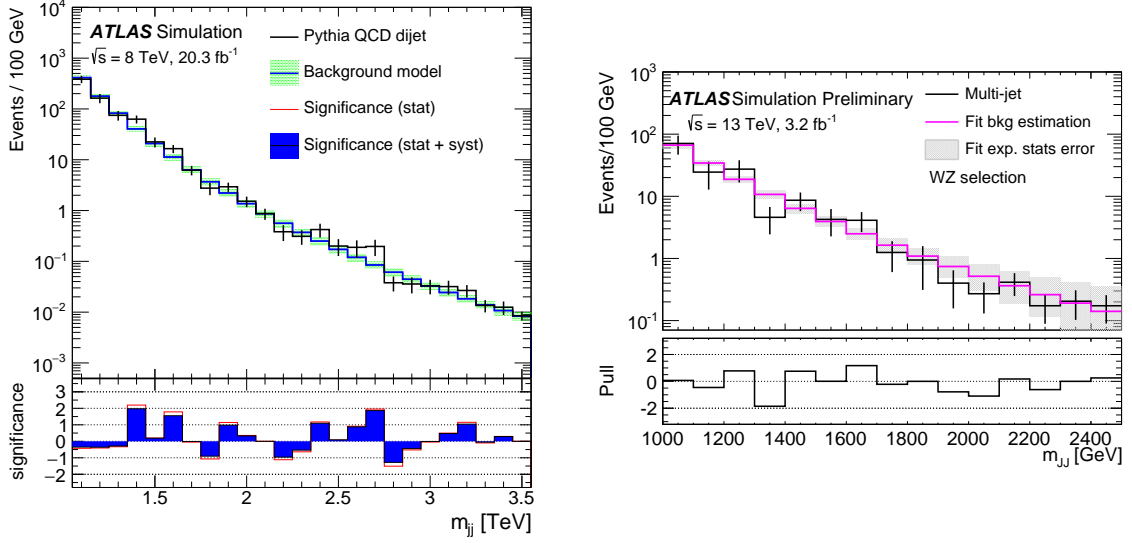 ATLAS Simulation
√s = 8 TeV, 20.3 fb⁻¹
Pythia QCD dijet
Background model
Significance (stat)
Significance (stat + syst)
Events / 100 GeV
10⁴
10³
10²
10
1
10⁻¹
10⁻²
10⁻³
significance
3
2
1
0
−1
−2
1.5 2 2.5 3 3.5
m_jj [TeV]
ATLAS Simulation Preliminary
√s = 13 TeV, 3.2 fb⁻¹
Multi-jet
Fit bkg estimation
Fit exp. stats error
WZ selection
Events/100 GeV
10³
10²
10
1
10⁻¹
Pull
2
0
−2
1000 1200 1400 1600 1800 2000 2200 2400
m_JJ [GeV]